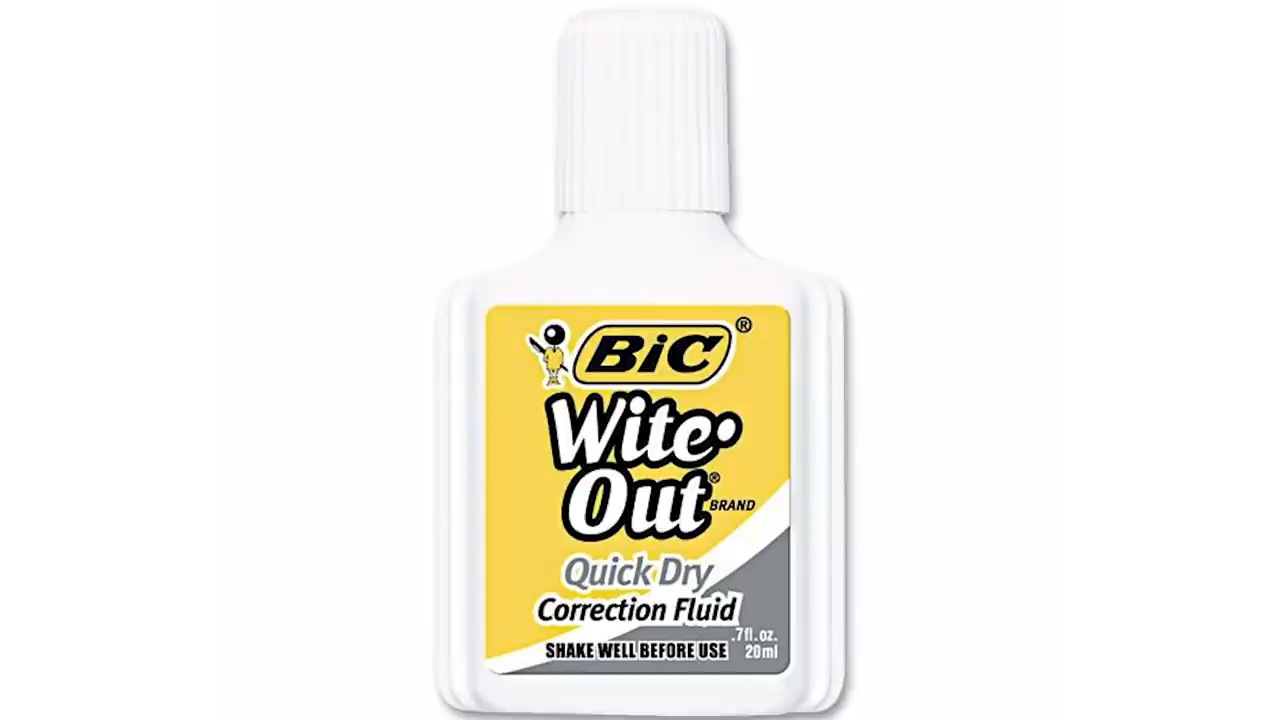 BiC®
Wite•
Out® BRAND
Quick Dry
Correction Fluid
.7fl.oz.
SHAKE WELL BEFORE USE 20ml